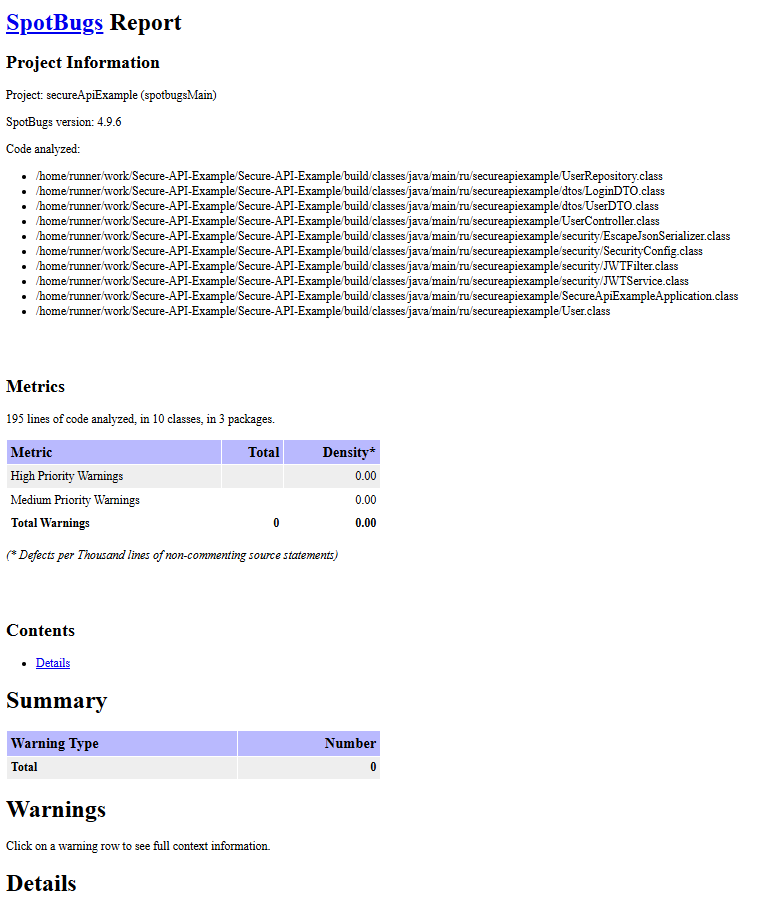 SpotBugs Report
Project Information
Project: secureApiExample (spotbugsMain)
SpotBugs version: 4.9.6
Code analyzed:
/home/runner/work/Secure-API-Example/Secure-API-Example/build/classes/java/main/ru/secureapiexample/UserRepository.class
/home/runner/work/Secure-API-Example/Secure-API-Example/build/classes/java/main/ru/secureapiexample/dtos/LoginDTO.class
/home/runner/work/Secure-API-Example/Secure-API-Example/build/classes/java/main/ru/secureapiexample/dtos/UserDTO.class
/home/runner/work/Secure-API-Example/Secure-API-Example/build/classes/java/main/ru/secureapiexample/UserController.class
/home/runner/work/Secure-API-Example/Secure-API-Example/build/classes/java/main/ru/secureapiexample/security/EscapeJsonSerializer.class
/home/runner/work/Secure-API-Example/Secure-API-Example/build/classes/java/main/ru/secureapiexample/security/SecurityConfig.class
/home/runner/work/Secure-API-Example/Secure-API-Example/build/classes/java/main/ru/secureapiexample/security/JWTFilter.class
/home/runner/work/Secure-API-Example/Secure-API-Example/build/classes/java/main/ru/secureapiexample/security/JWTService.class
/home/runner/work/Secure-API-Example/Secure-API-Example/build/classes/java/main/ru/secureapiexample/SecureApiExampleApplication.class
/home/runner/work/Secure-API-Example/Secure-API-Example/build/classes/java/main/ru/secureapiexample/User.class
Metrics
195 lines of code analyzed, in 10 classes, in 3 packages.
Metric Total Density*
High Priority Warnings 0.00
Medium Priority Warnings 0.00
Total Warnings 0 0.00
(* Defects per Thousand lines of non-commenting source statements)
Contents
Details
Summary
Warning Type Number
Total 0
Warnings
Click on a warning row to see full context information.
Details